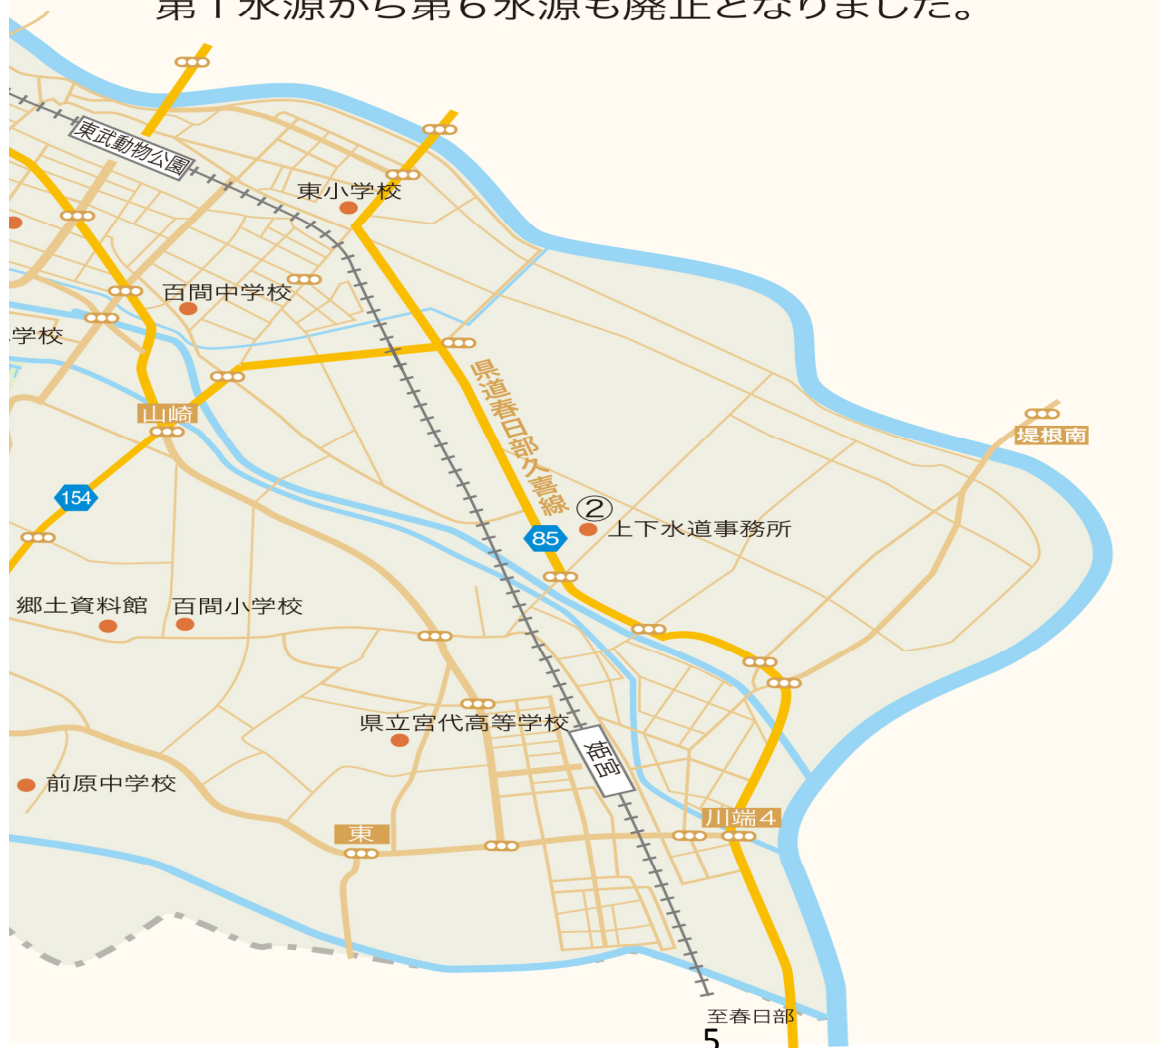 第1水源から第6水源も廃止となりました。
東武動物公園
東小学校
百間中学校
学校
県道春日部久喜線
山崎
堤根南
154
②
85
上下水道事務所
郷土資料館
百間小学校
県立宮代高等学校
姫宮
前原中学校
川端4
東
至春日部
5